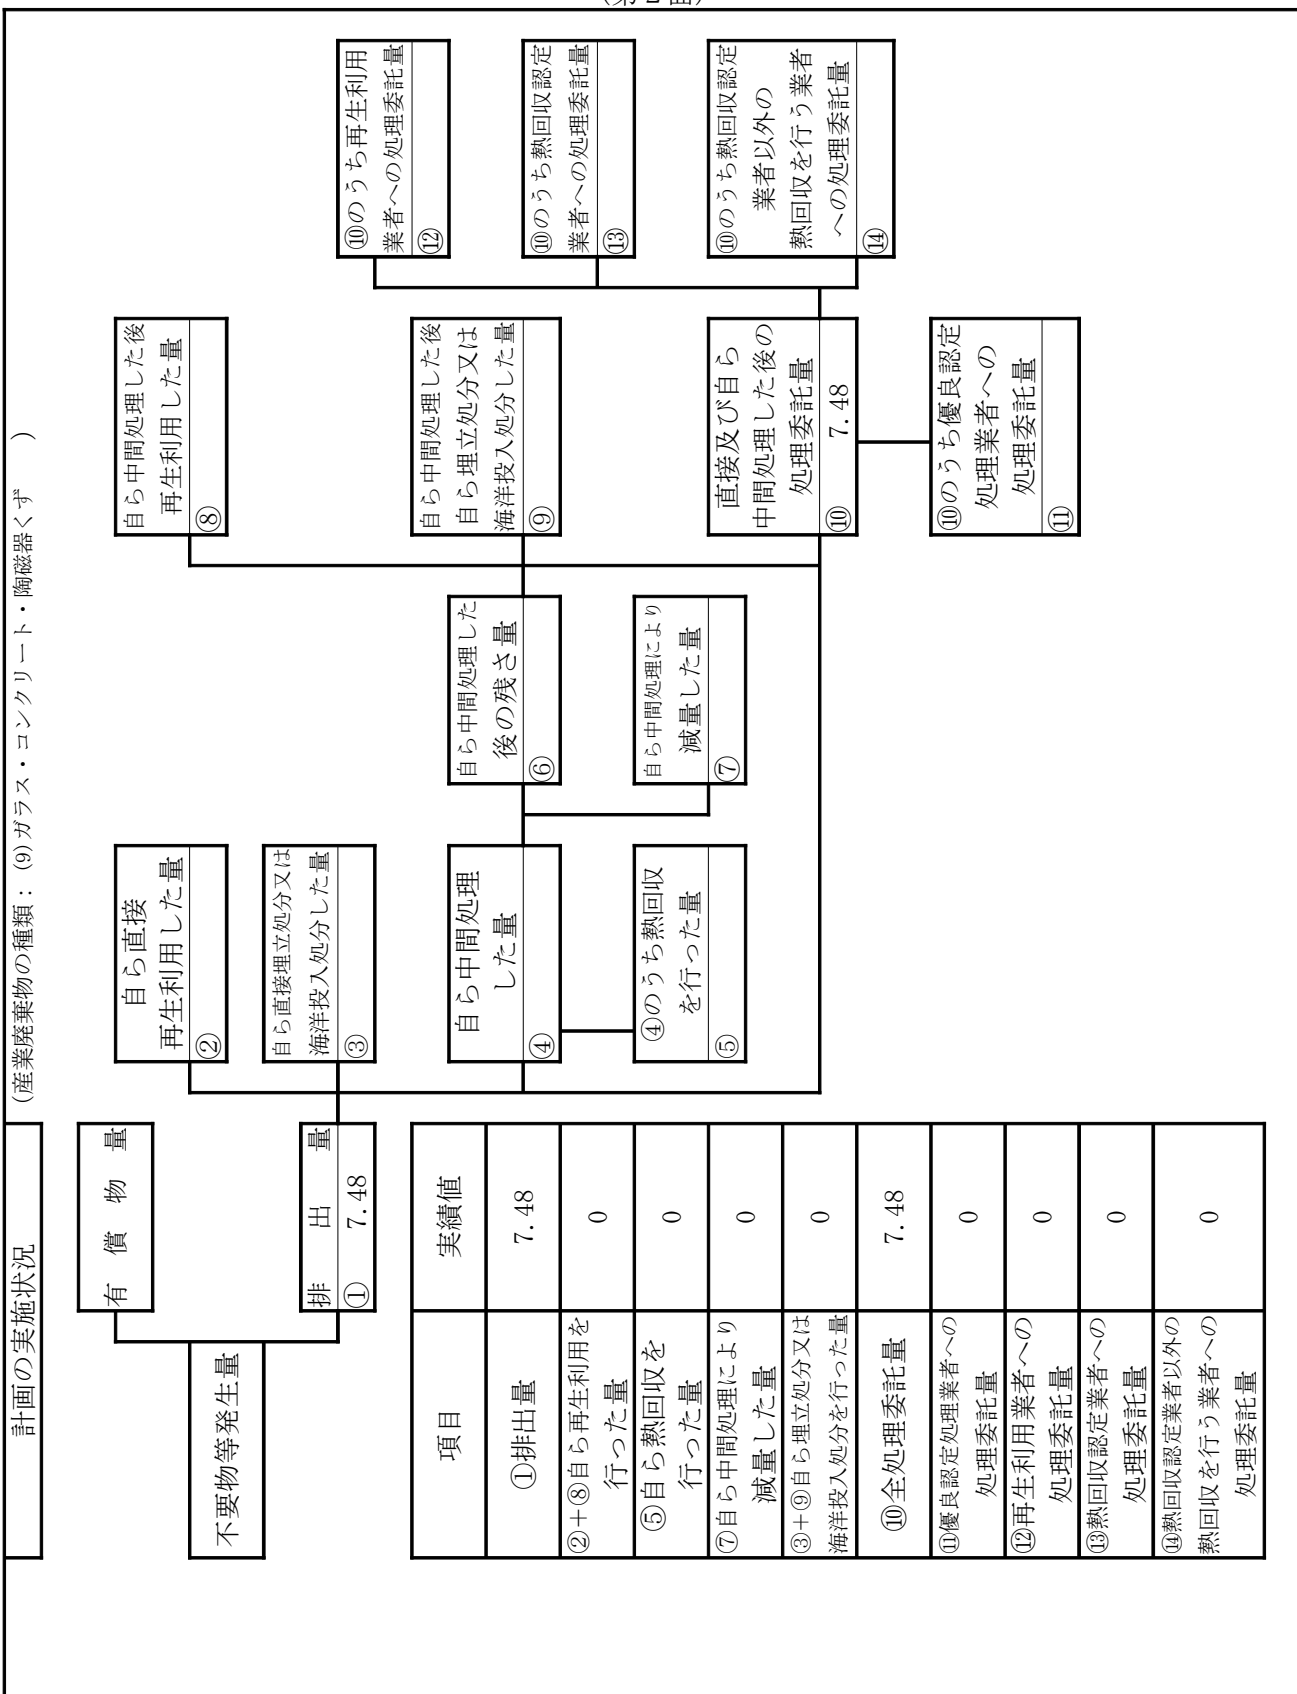 (第2面)
計画の実施状況
(産業廃棄物の種類：(9)ガラス・コンクリート・陶磁器くず )
不要物等発生量
有償物量
排出量
① 7.48
自ら直接
再生利用した量
②
自ら直接埋立処分又は
海洋投入処分した量
③
自ら中間処理
した量
④
④のうち熱回収
を行った量
⑤
自ら中間処理した
後の残さ量
⑥
自ら中間処理により
減量した量
⑦
自ら中間処理した後
再生利用した量
⑧
自ら中間処理した後
自ら埋立処分又は
海洋投入処分した量
⑨
直接及び自ら
中間処理した後の
処理委託量
⑩ 7.48
⑩のうち優良認定
処理業者への
処理委託量
⑪
⑩のうち再生利用
業者への処理委託量
⑫
⑩のうち熱回収認定
業者への処理委託量
⑬
⑩のうち熱回収認定
業者以外の
熱回収を行う業者
への処理委託量
⑭
項目 実績値
①排出量 7.48
②＋⑧自ら再生利用を
行った量 0
⑤自ら熱回収を
行った量 0
⑦自ら中間処理により
減量した量 0
③＋⑨自ら埋立処分又は
海洋投入処分を行った量 0
⑩全処理委託量 7.48
⑪優良認定処理業者への
処理委託量 0
⑫再生利用業者への
処理委託量 0
⑬熱回収認定業者への
処理委託量 0
⑭熱回収認定業者以外の
熱回収を行う業者への
処理委託量 0